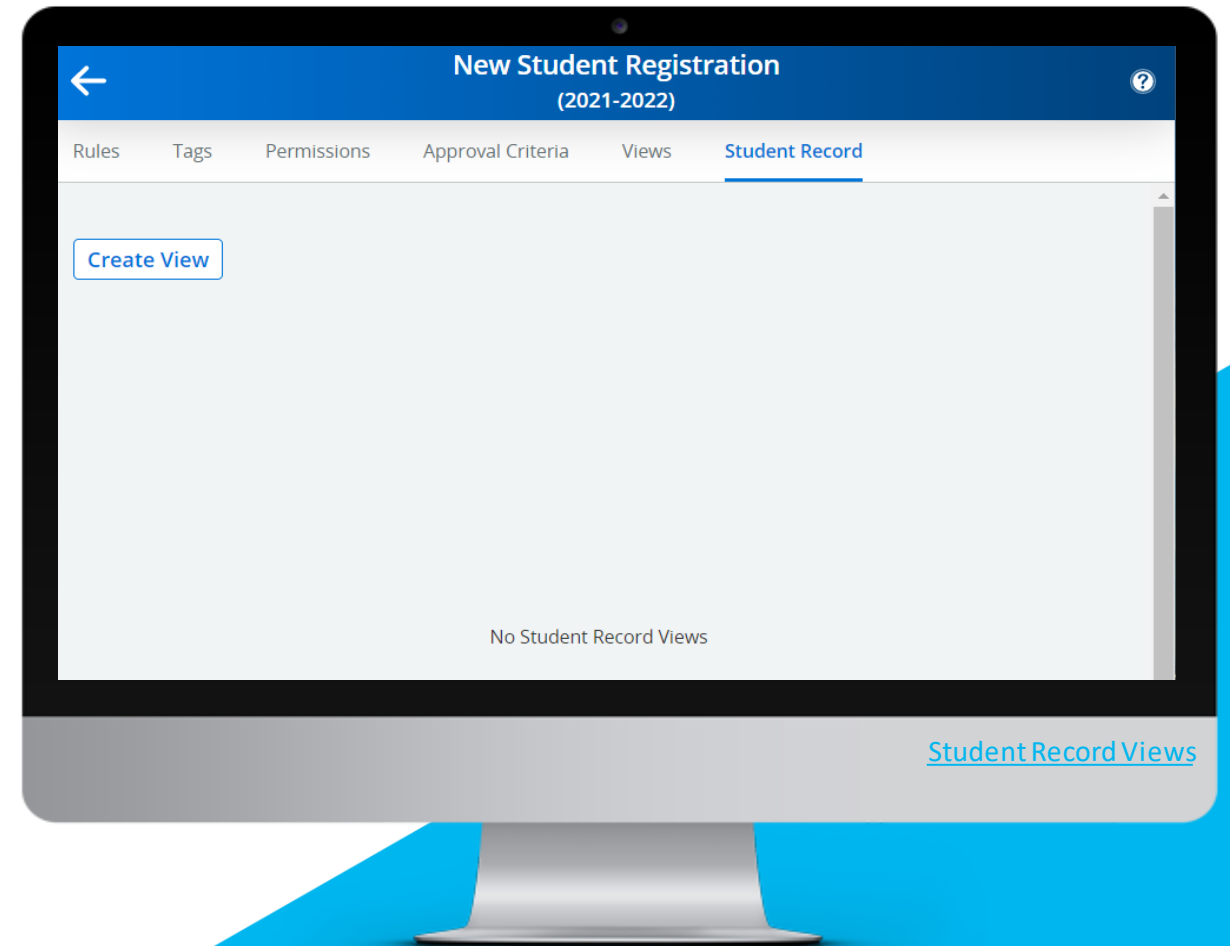 New Student Registration
(2021-2022)
?
Rules Tags Permissions Approval Criteria Views Student Record
Create View
No Student Record Views
Student Record Views